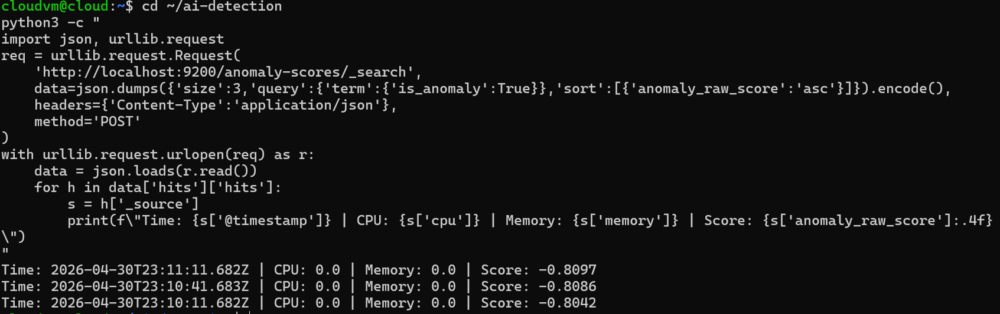 cloudvm@cloud:~$ cd ~/ai-detection
python3 -c "
import json, urllib.request
req = urllib.request.Request(
    'http://localhost:9200/anomaly-scores/_search',
    data=json.dumps({'size':3,'query':{'term':{'is_anomaly':True}},'sort':[{'anomaly_raw_score':'asc'}]}).encode(),
    headers={'Content-Type':'application/json'},
    method='POST'
)
with urllib.request.urlopen(req) as r:
    data = json.loads(r.read())
    for h in data['hits']['hits']:
        s = h['_source']
        print(f\"Time: {s['@timestamp']} | CPU: {s['cpu']} | Memory: {s['memory']} | Score: {s['anomaly_raw_score']:.4f}
\")
"
Time: 2026-04-30T23:11:11.682Z | CPU: 0.0 | Memory: 0.0 | Score: -0.8097
Time: 2026-04-30T23:10:41.683Z | CPU: 0.0 | Memory: 0.0 | Score: -0.8086
Time: 2026-04-30T23:10:11.682Z | CPU: 0.0 | Memory: 0.0 | Score: -0.8042